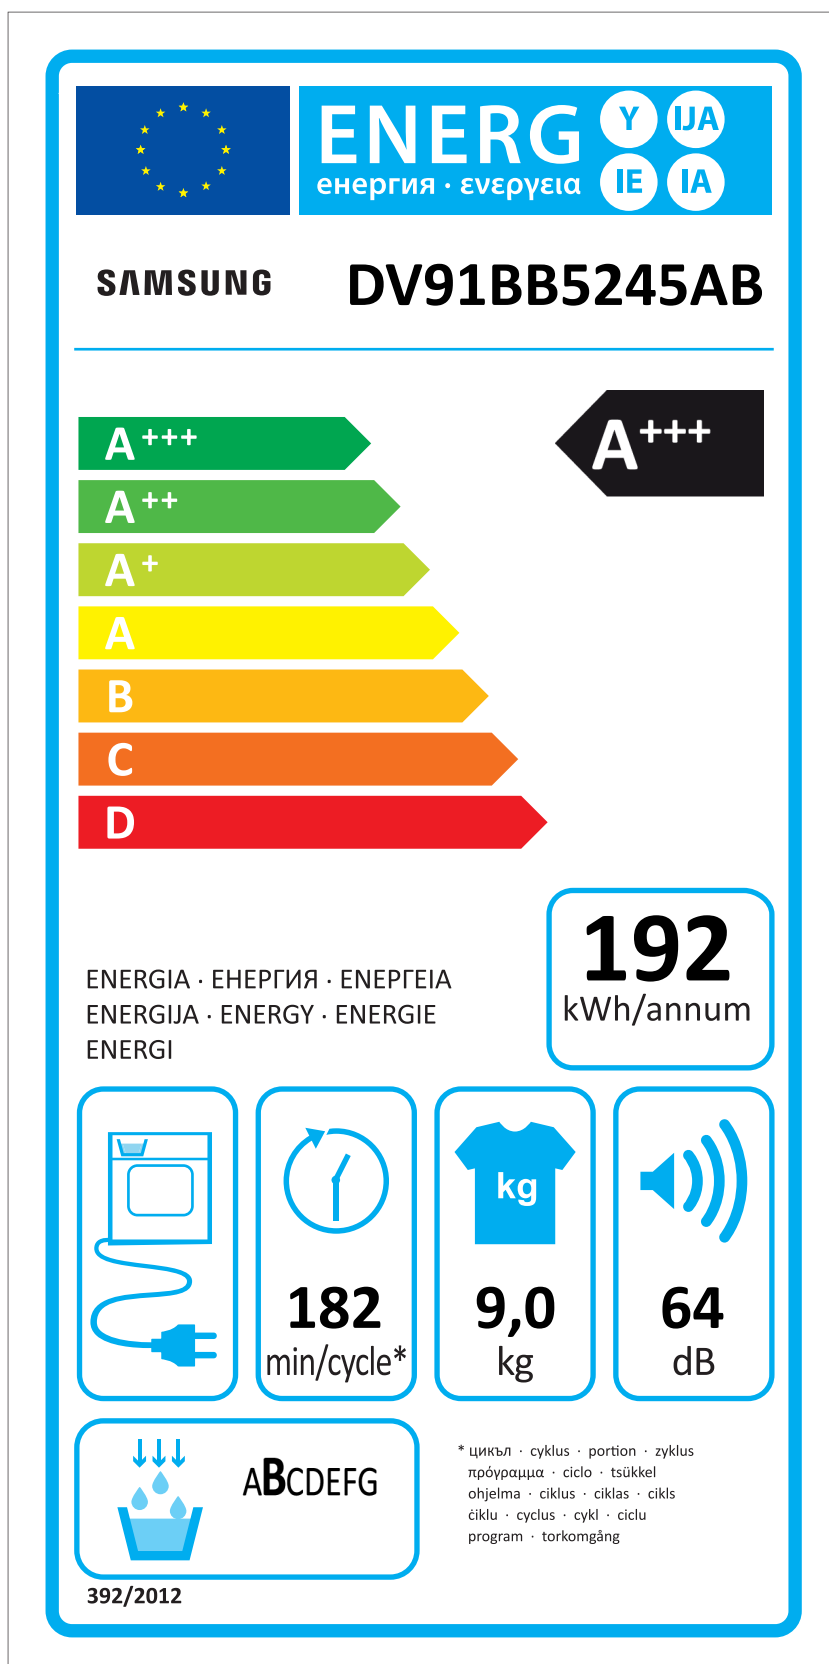 ENERG Y IJA
енергия · ενεργεια IE IA
SAMSUNG DV91BB5245AB
A+++ A+++
A++
A+
A
B
C
D
192
kWh/annum
ENERGIA · ЕНЕРГИЯ · ΕΝΕΡΓΕΙΑ
ENERGIJA · ENERGY · ENERGIE
ENERGI
kg
182 9,0 64
min/cycle* kg dB
ABCDEFG
* цикъл · cyklus · portion · zyklus
πρόγραμμα · ciclo · tsükkel
ohjelma · ciklus · ciklas · cikls
ċiklu · cyclus · cykl · ciclu
program · torkomgång
392/2012